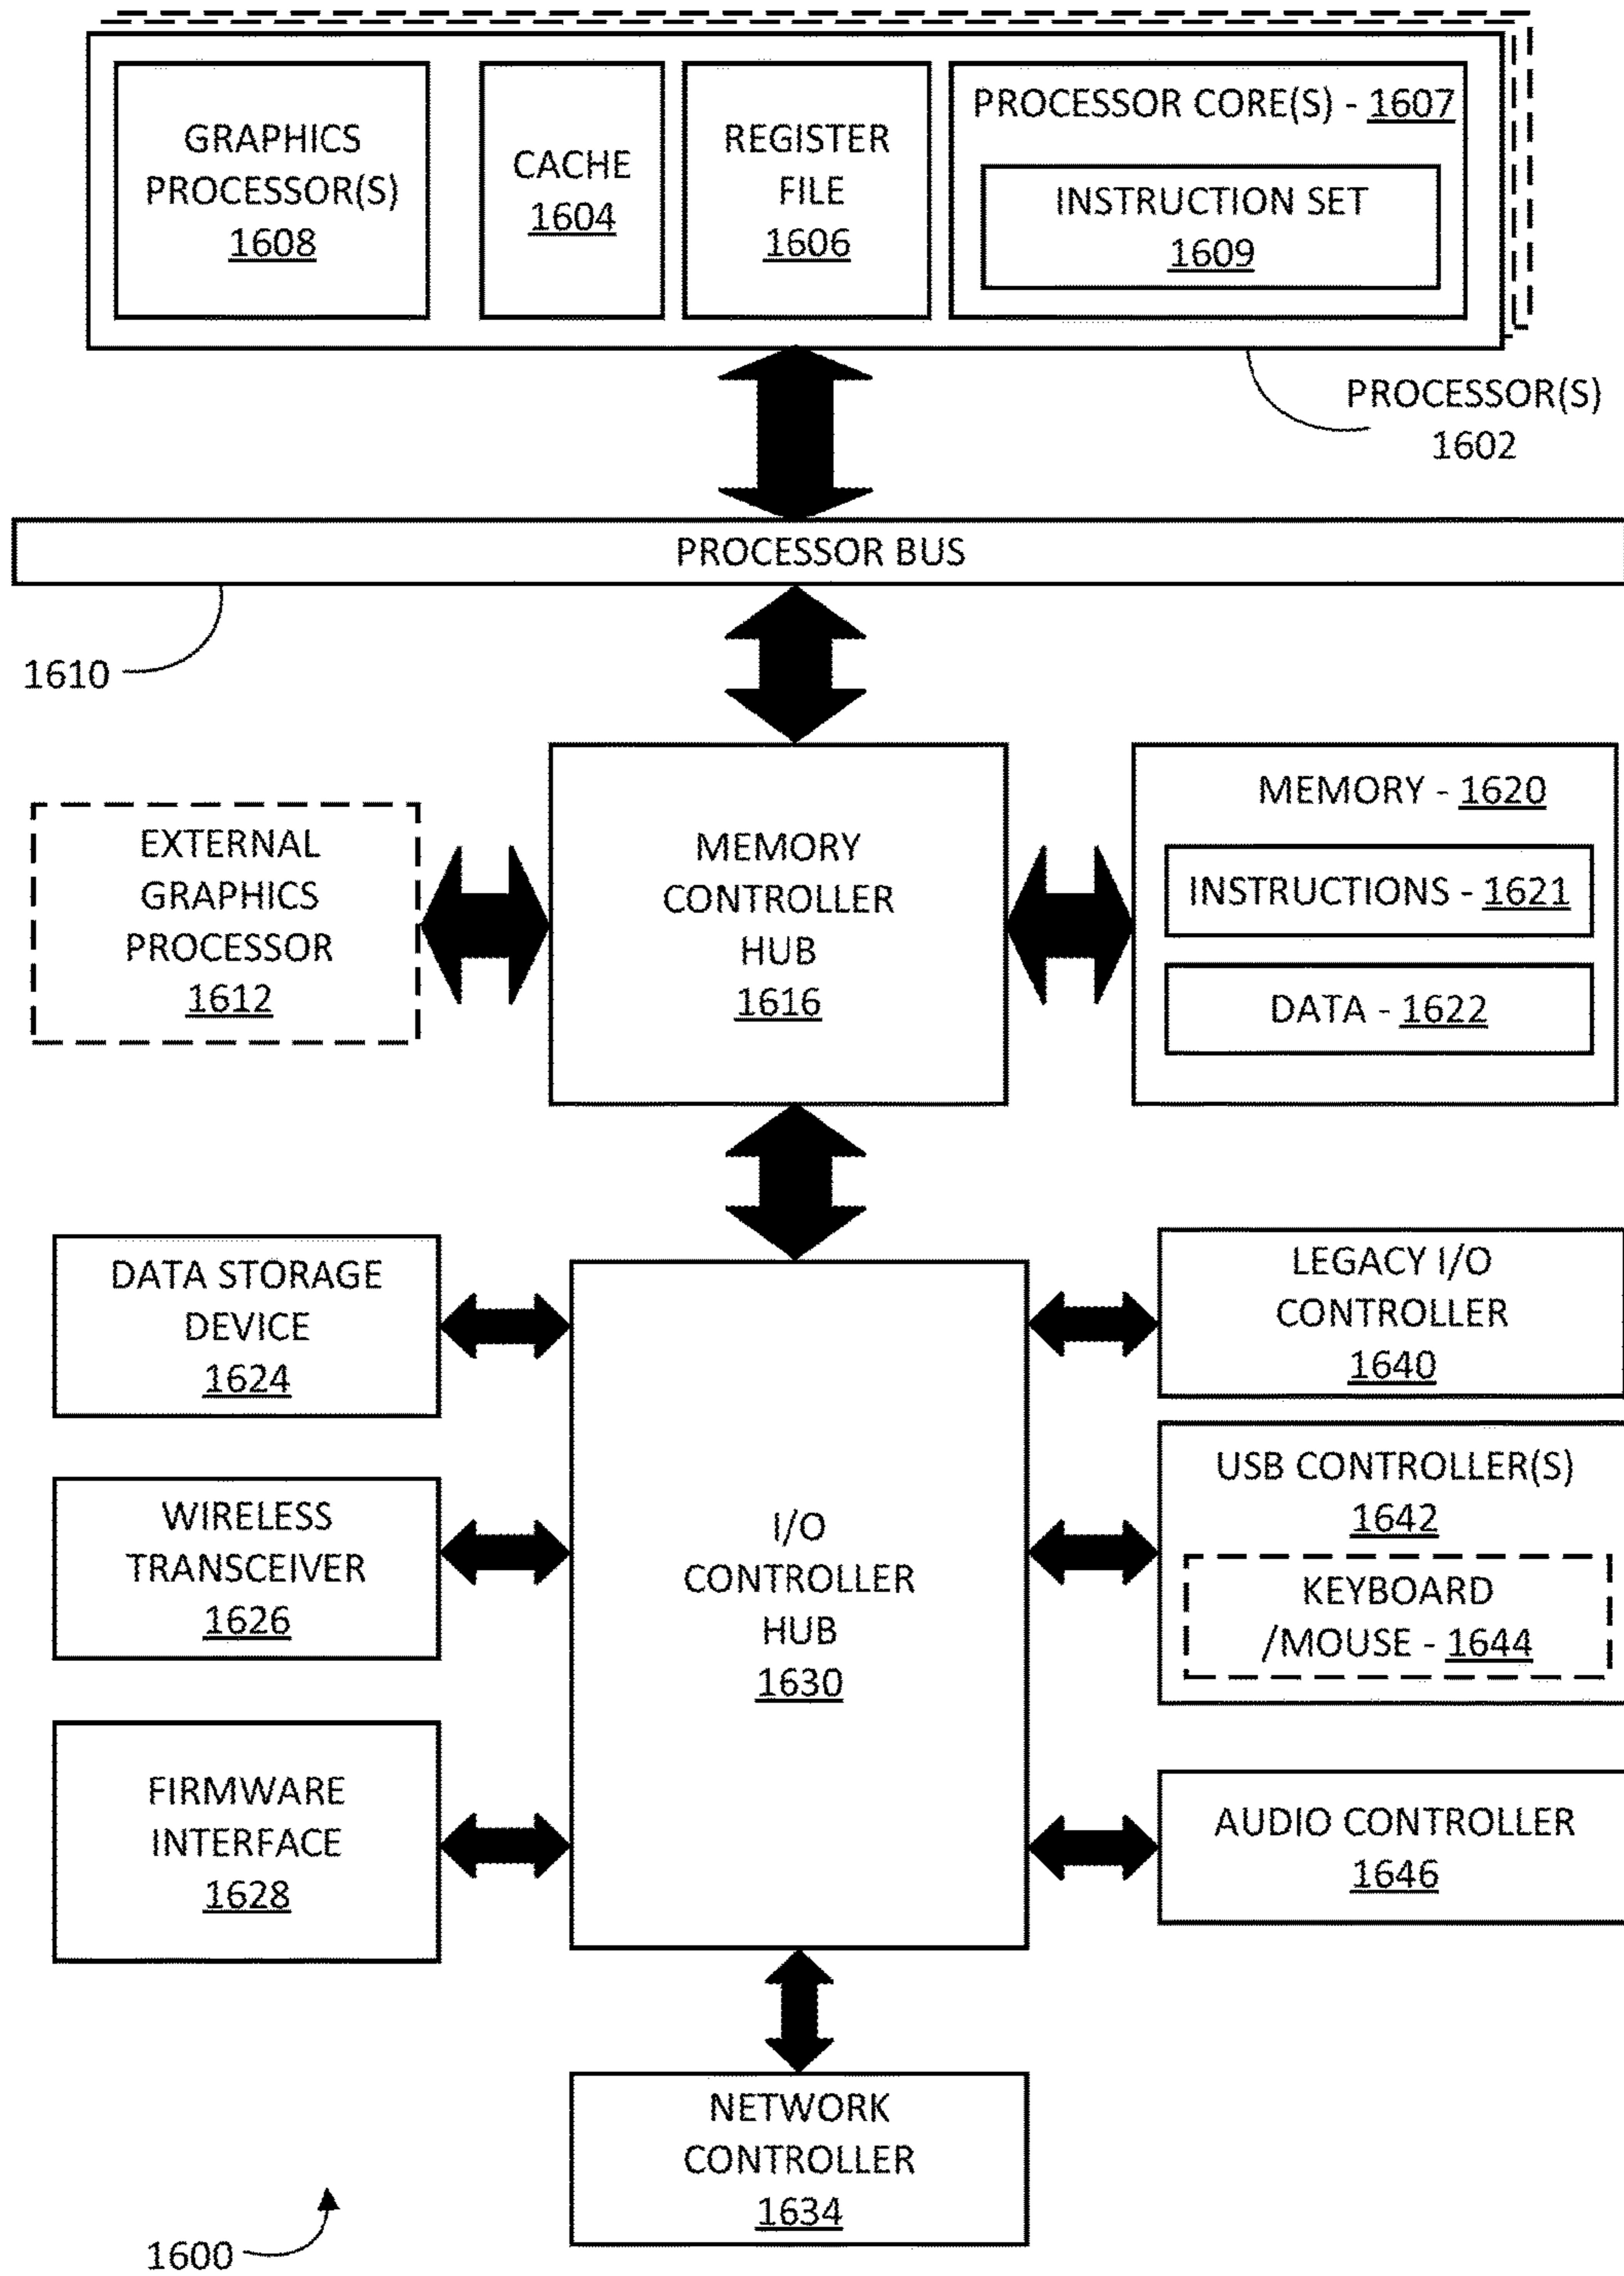 GRAPHICS
PROCESSOR(S)
1608
CACHE
1604
REGISTER
FILE
1606
PROCESSOR CORE(S) - 1607
INSTRUCTION SET
1609
PROCESSOR(S)
1602
PROCESSOR BUS
1610
EXTERNAL
GRAPHICS
PROCESSOR
1612
MEMORY
CONTROLLER
HUB
1616
MEMORY - 1620
INSTRUCTIONS - 1621
DATA - 1622
DATA STORAGE
DEVICE
1624
WIRELESS
TRANSCEIVER
1626
FIRMWARE
INTERFACE
1628
I/O
CONTROLLER
HUB
1630
LEGACY I/O
CONTROLLER
1640
USB CONTROLLER(S)
1642
KEYBOARD
/MOUSE - 1644
AUDIO CONTROLLER
1646
NETWORK
CONTROLLER
1634
1600